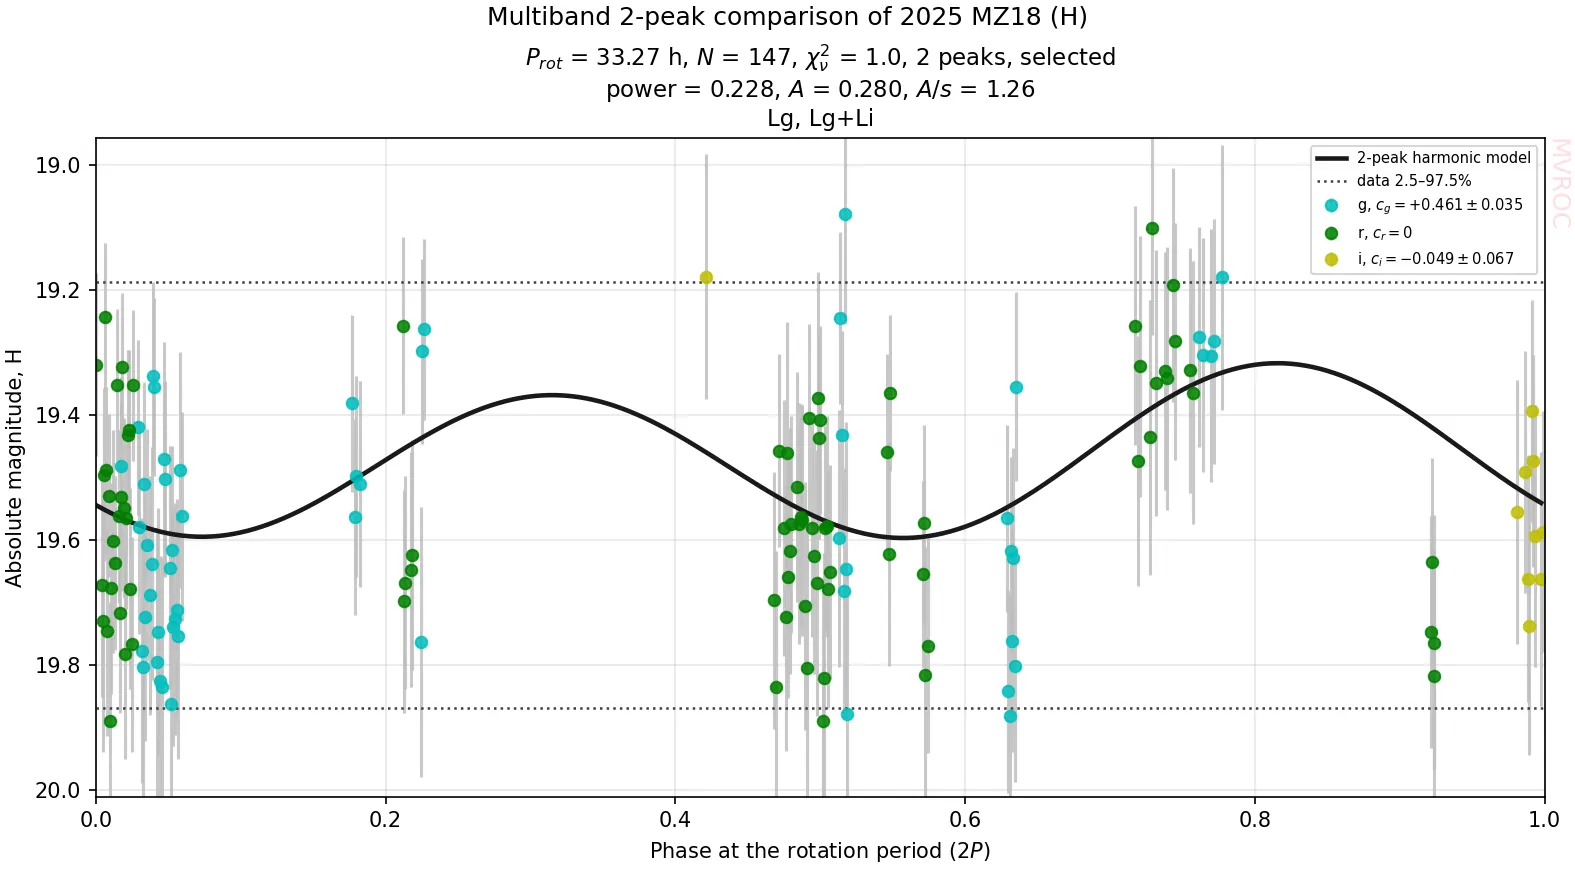 Multiband 2-peak comparison of 2025 MZ18 (H)
P_rot = 33.27 h, N = 147, χ²_ν = 1.0, 2 peaks, selected
power = 0.228, A = 0.280, A/s = 1.26
Lg, Lg+Li
MVROC
2-peak harmonic model
data 2.5–97.5%
g, c_g = +0.461 ± 0.035
r, c_r = 0
i, c_i = −0.049 ± 0.067
Absolute magnitude, H
19.0
19.2
19.4
19.6
19.8
20.0
0.0 0.2 0.4 0.6 0.8 1.0
Phase at the rotation period (2P)